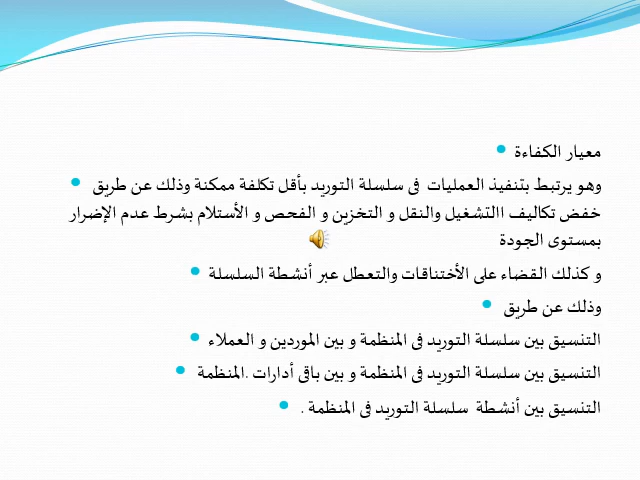 معيار الكفاءة
وهو يرتبط بتنفيذ العمليات فى سلسلة التوريد بأقل تكلفة ممكنة وذلك عن طريق
خفض تكاليف االتشغيل والنقل و التخزين و الفحص و الأستلام بشرط عدم الإضرار
بمستوى الجودة
و كذلك القضاء على الأختناقات والتعطل عبر أنشطة السلسلة
وذلك عن طريق
التنسيق بين سلسلة التوريد فى المنظمة و بين الموردين و العملاء
التنسيق بين سلسلة التوريد فى المنظمة و بين باقى أدارات .المنظمة
التنسيق بين أنشطة سلسلة التوريد فى المنظمة .